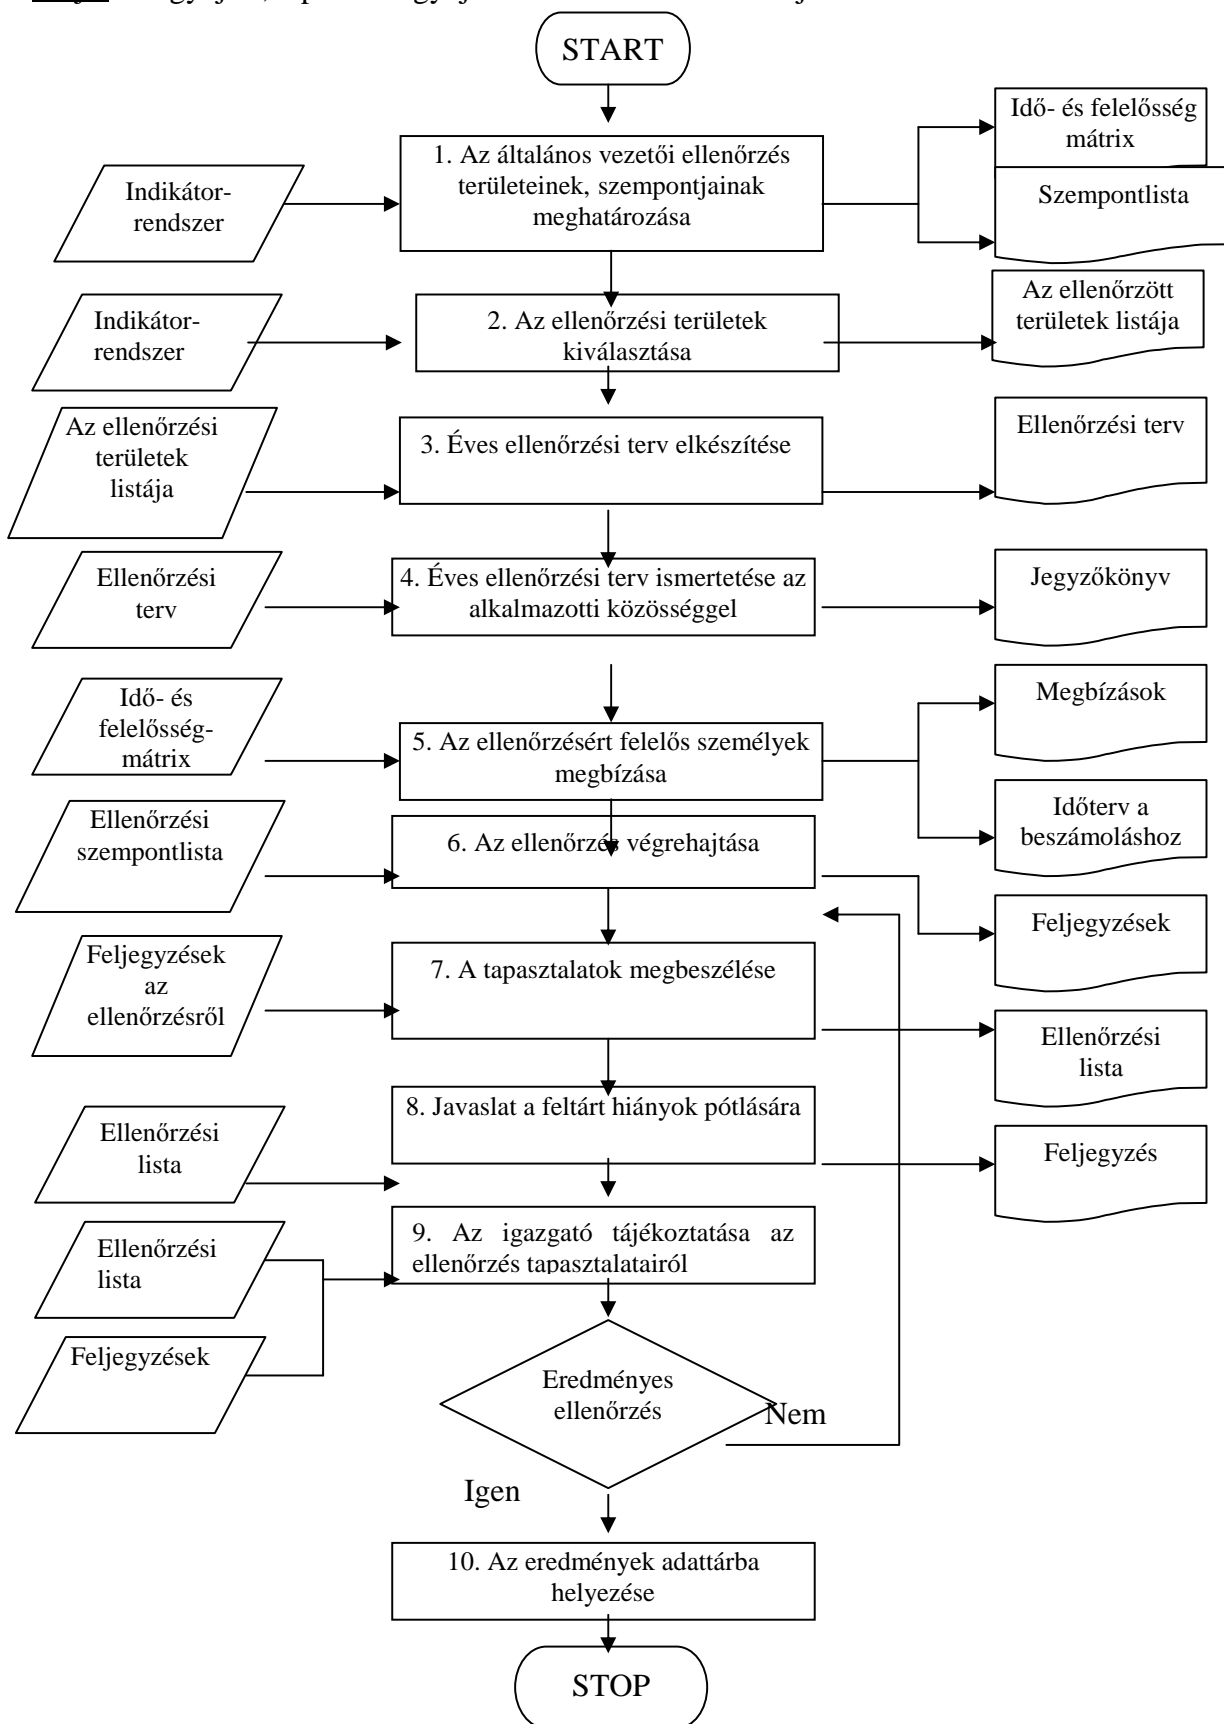 START
Idő- és felelősség
mátrix
1. Az általános vezetői ellenőrzés
területeinek, szempontjainak
meghatározása
Indikátor-
rendszer
Szempontlista
Az ellenőrzött
területek listája
2. Az ellenőrzési területek
kiválasztása
Indikátor-
rendszer
Az ellenőrzési
területek
listája
3. Éves ellenőrzési terv elkészítése
Ellenőrzési terv
Ellenőrzési
terv
4. Éves ellenőrzési terv ismertetése az
alkalmazotti közösséggel
Jegyzőkönyv
Idő- és
felelősség-
mátrix
5. Az ellenőrzésért felelős személyek
megbízása
Megbízások
Időterv a
beszámoláshoz
Ellenőrzési
szempontlista
6. Az ellenőrzés végrehajtása
Feljegyzések
Feljegyzések
az
ellenőrzésről
7. A tapasztalatok megbeszélése
Ellenőrzési
lista
8. Javaslat a feltárt hiányok pótlására
Ellenőrzési
lista
Feljegyzés
9. Az igazgató tájékoztatása az
ellenőrzés tapasztalatairól
Ellenőrzési
lista
Feljegyzések
Eredményes
ellenőrzés
Nem
Igen
10. Az eredmények adattárba
helyezése
STOP